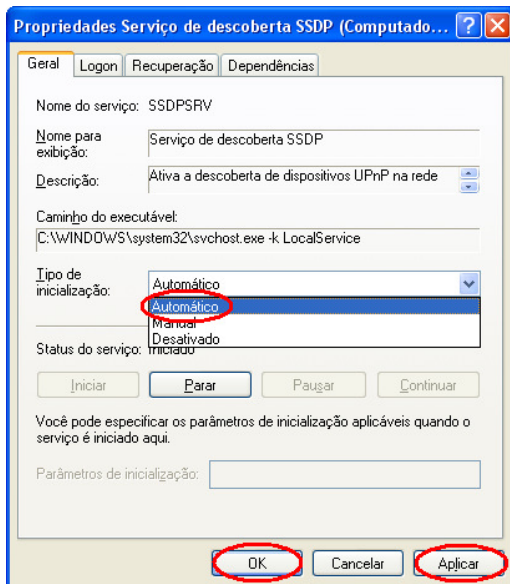 Propriedades Serviço de descoberta SSDP (Computado...
Geral Logon Recuperação Dependências
Nome do serviço: SSDPSRV
Nome para exibição: Serviço de descoberta SSDP
Descrição: Ativa a descoberta de dispositivos UPnP na rede
Caminho do executável:
C:\WINDOWS\system32\svchost.exe -k LocalService
Tipo de inicialização: Automático
Automático
Manual
Desativado
Status do serviço: Iniciado
Iniciar Parar Pausar Continuar
Você pode especificar os parâmetros de inicialização aplicáveis quando o
serviço é iniciado aqui.
Parâmetros de inicialização:
OK Cancelar Aplicar